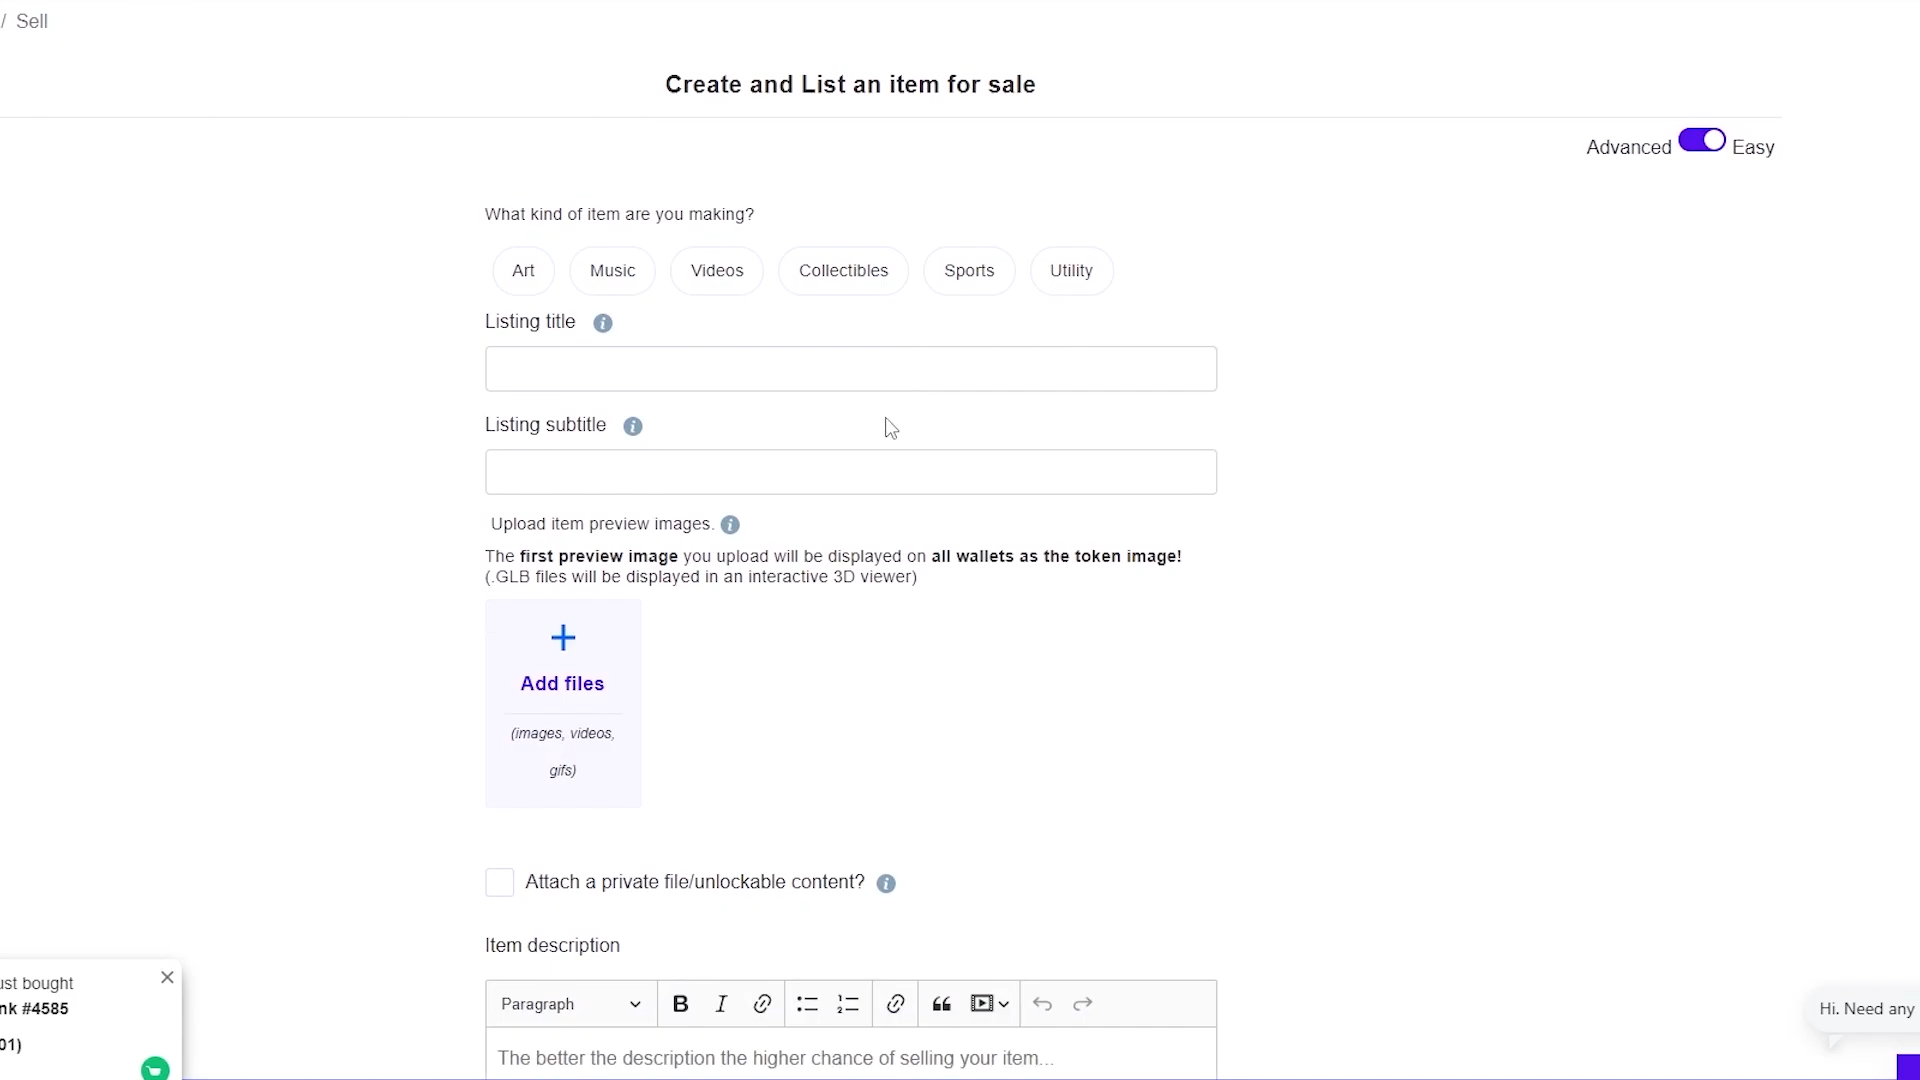 / Sell
Create and List an item for sale
Advanced Easy
What kind of item are you making?
Art Music Videos Collectibles Sports Utility
Listing title
Listing subtitle
Upload item preview images.
The first preview image you upload will be displayed on all wallets as the token image!
(.GLB files will be displayed in an interactive 3D viewer)
Add files
(images, videos,
gifs)
Attach a private file/unlockable content?
Item description
Paragraph
The better the description the higher chance of selling your item...
ust bought
nk #4585
01)
Hi. Need any